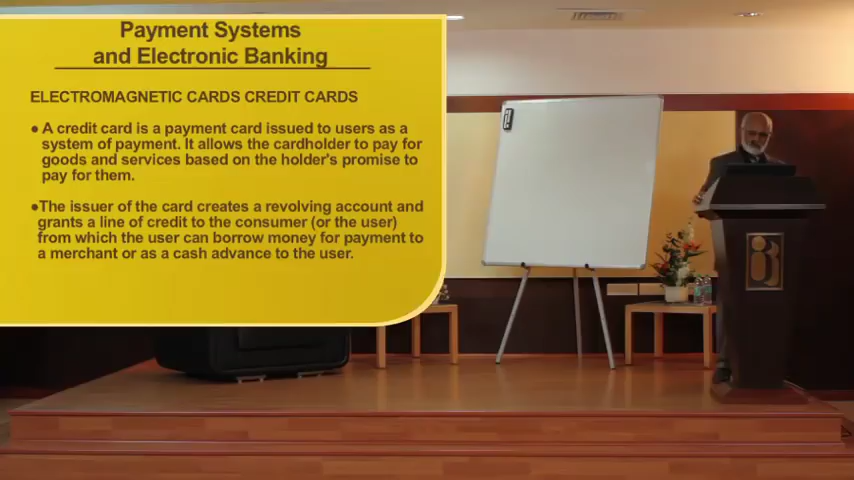 Payment Systems
and Electronic Banking
ELECTROMAGNETIC CARDS CREDIT CARDS
● A credit card is a payment card issued to users as a
system of payment. It allows the cardholder to pay for
goods and services based on the holder's promise to
pay for them.
●The issuer of the card creates a revolving account and
grants a line of credit to the consumer (or the user)
from which the user can borrow money for payment to
a merchant or as a cash advance to the user.